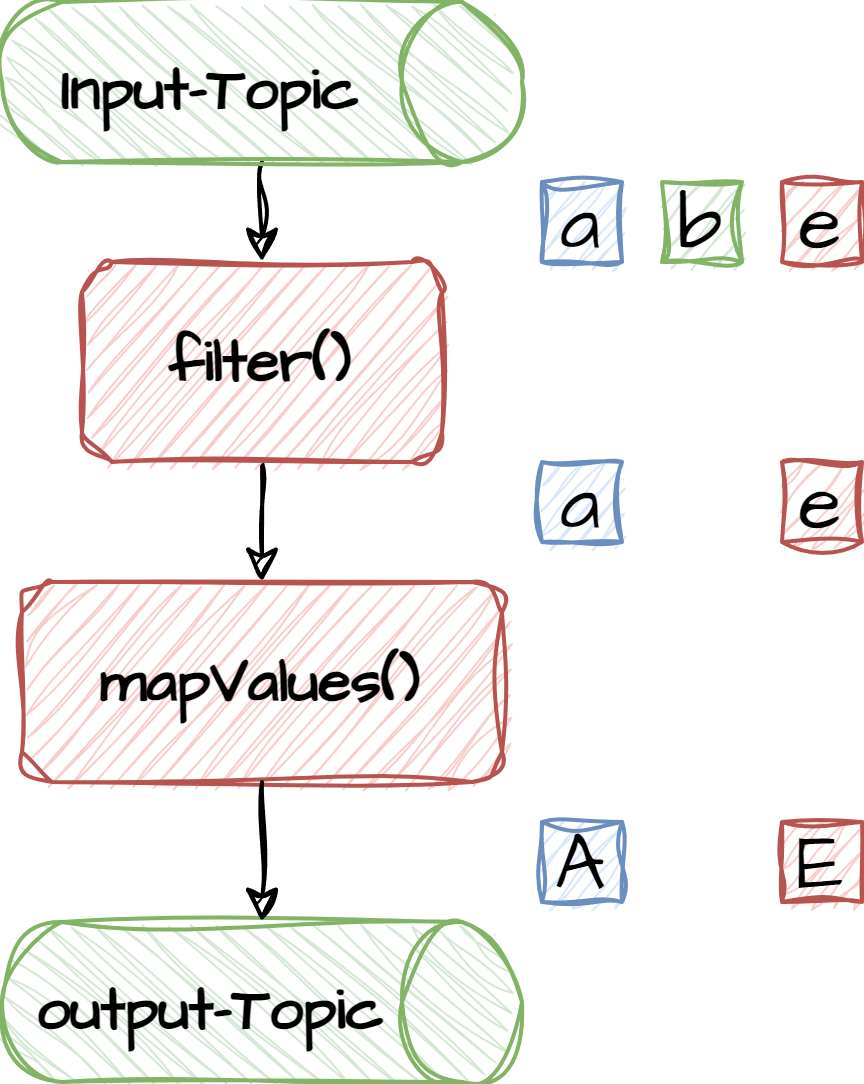 Input-Topic
a b e
filter()
a e
mapValues()
A E
output-Topic